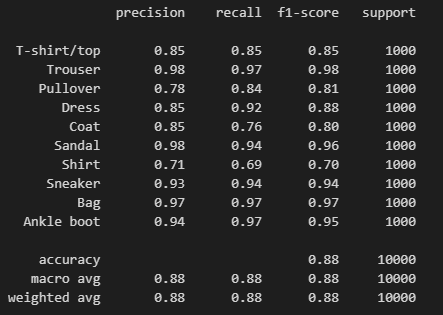 precision recall f1-score support
T-shirt/top 0.85 0.85 0.85 1000
Trouser 0.98 0.97 0.98 1000
Pullover 0.78 0.84 0.81 1000
Dress 0.85 0.92 0.88 1000
Coat 0.85 0.76 0.80 1000
Sandal 0.98 0.94 0.96 1000
Shirt 0.71 0.69 0.70 1000
Sneaker 0.93 0.94 0.94 1000
Bag 0.97 0.97 0.97 1000
Ankle boot 0.94 0.97 0.95 1000
accuracy 0.88 10000
macro avg 0.88 0.88 0.88 10000
weighted avg 0.88 0.88 0.88 10000